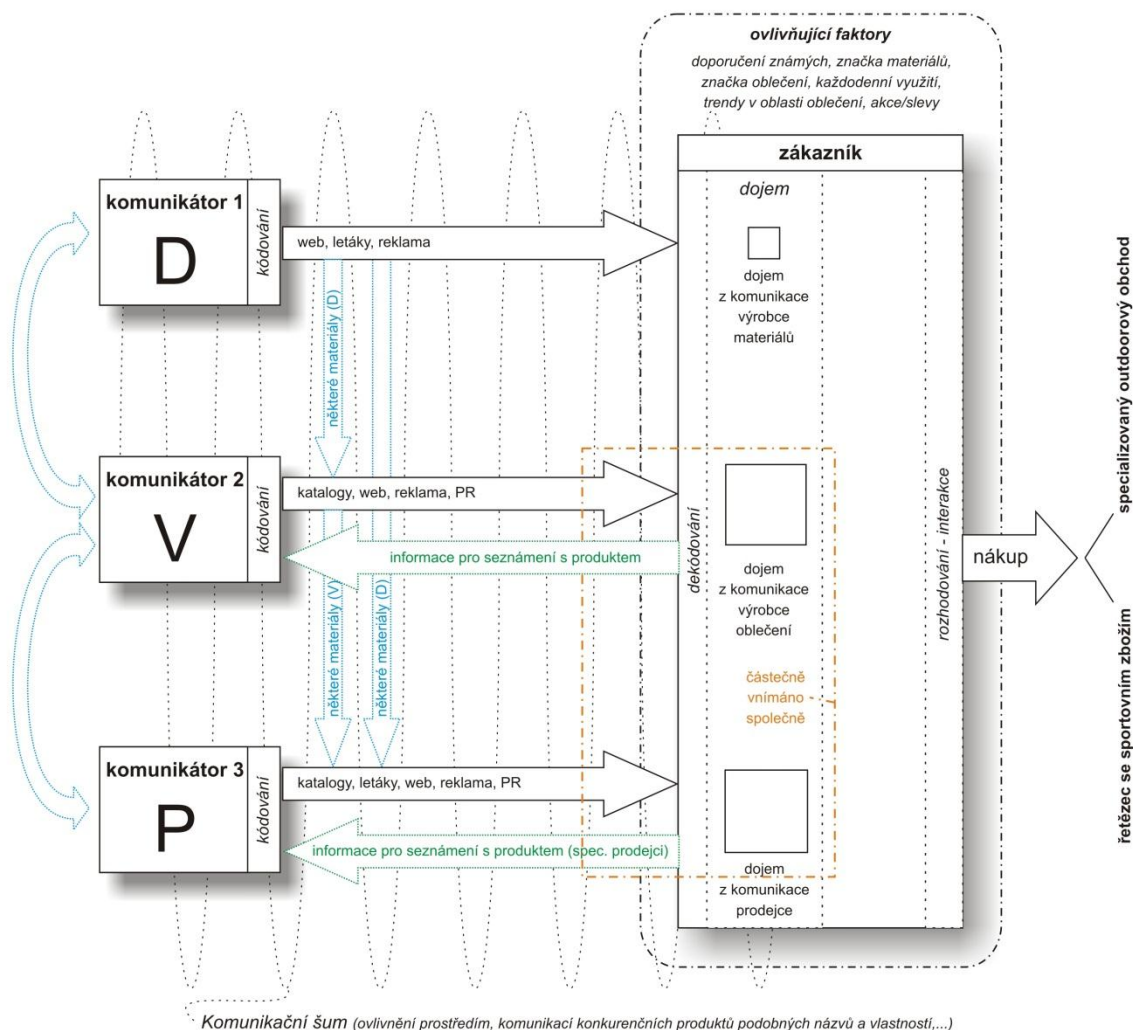 ovlivňující faktory
doporučení známých, značka materiálů,
značka oblečení, každodenní využití,
trendy v oblasti oblečení, akce/slevy
zákazník
dojem
komunikátor 1
D
kódování
web, letáky, reklama
dojem
z komunikace
výrobce
materiálů
některé materiály (D)
komunikátor 2
V
kódování
katalogy, web, reklama, PR
informace pro seznámení s produktem
dekódování
dojem
z komunikace
výrobce
oblečení
rozhodování - interakce
nákup
specializovaný outdoorový obchod
řetězec se sportovním zbožím
některé materiály (V)
některé materiály (D)
částečně
vnímáno
společně
komunikátor 3
P
kódování
katalogy, letáky, web, reklama, PR
informace pro seznámení s produktem (spec. prodejci)
dojem
z komunikace
prodejce
Komunikační šum (ovlivnění prostředím, komunikací konkurenčních produktů podobných názvů a vlastností,...)